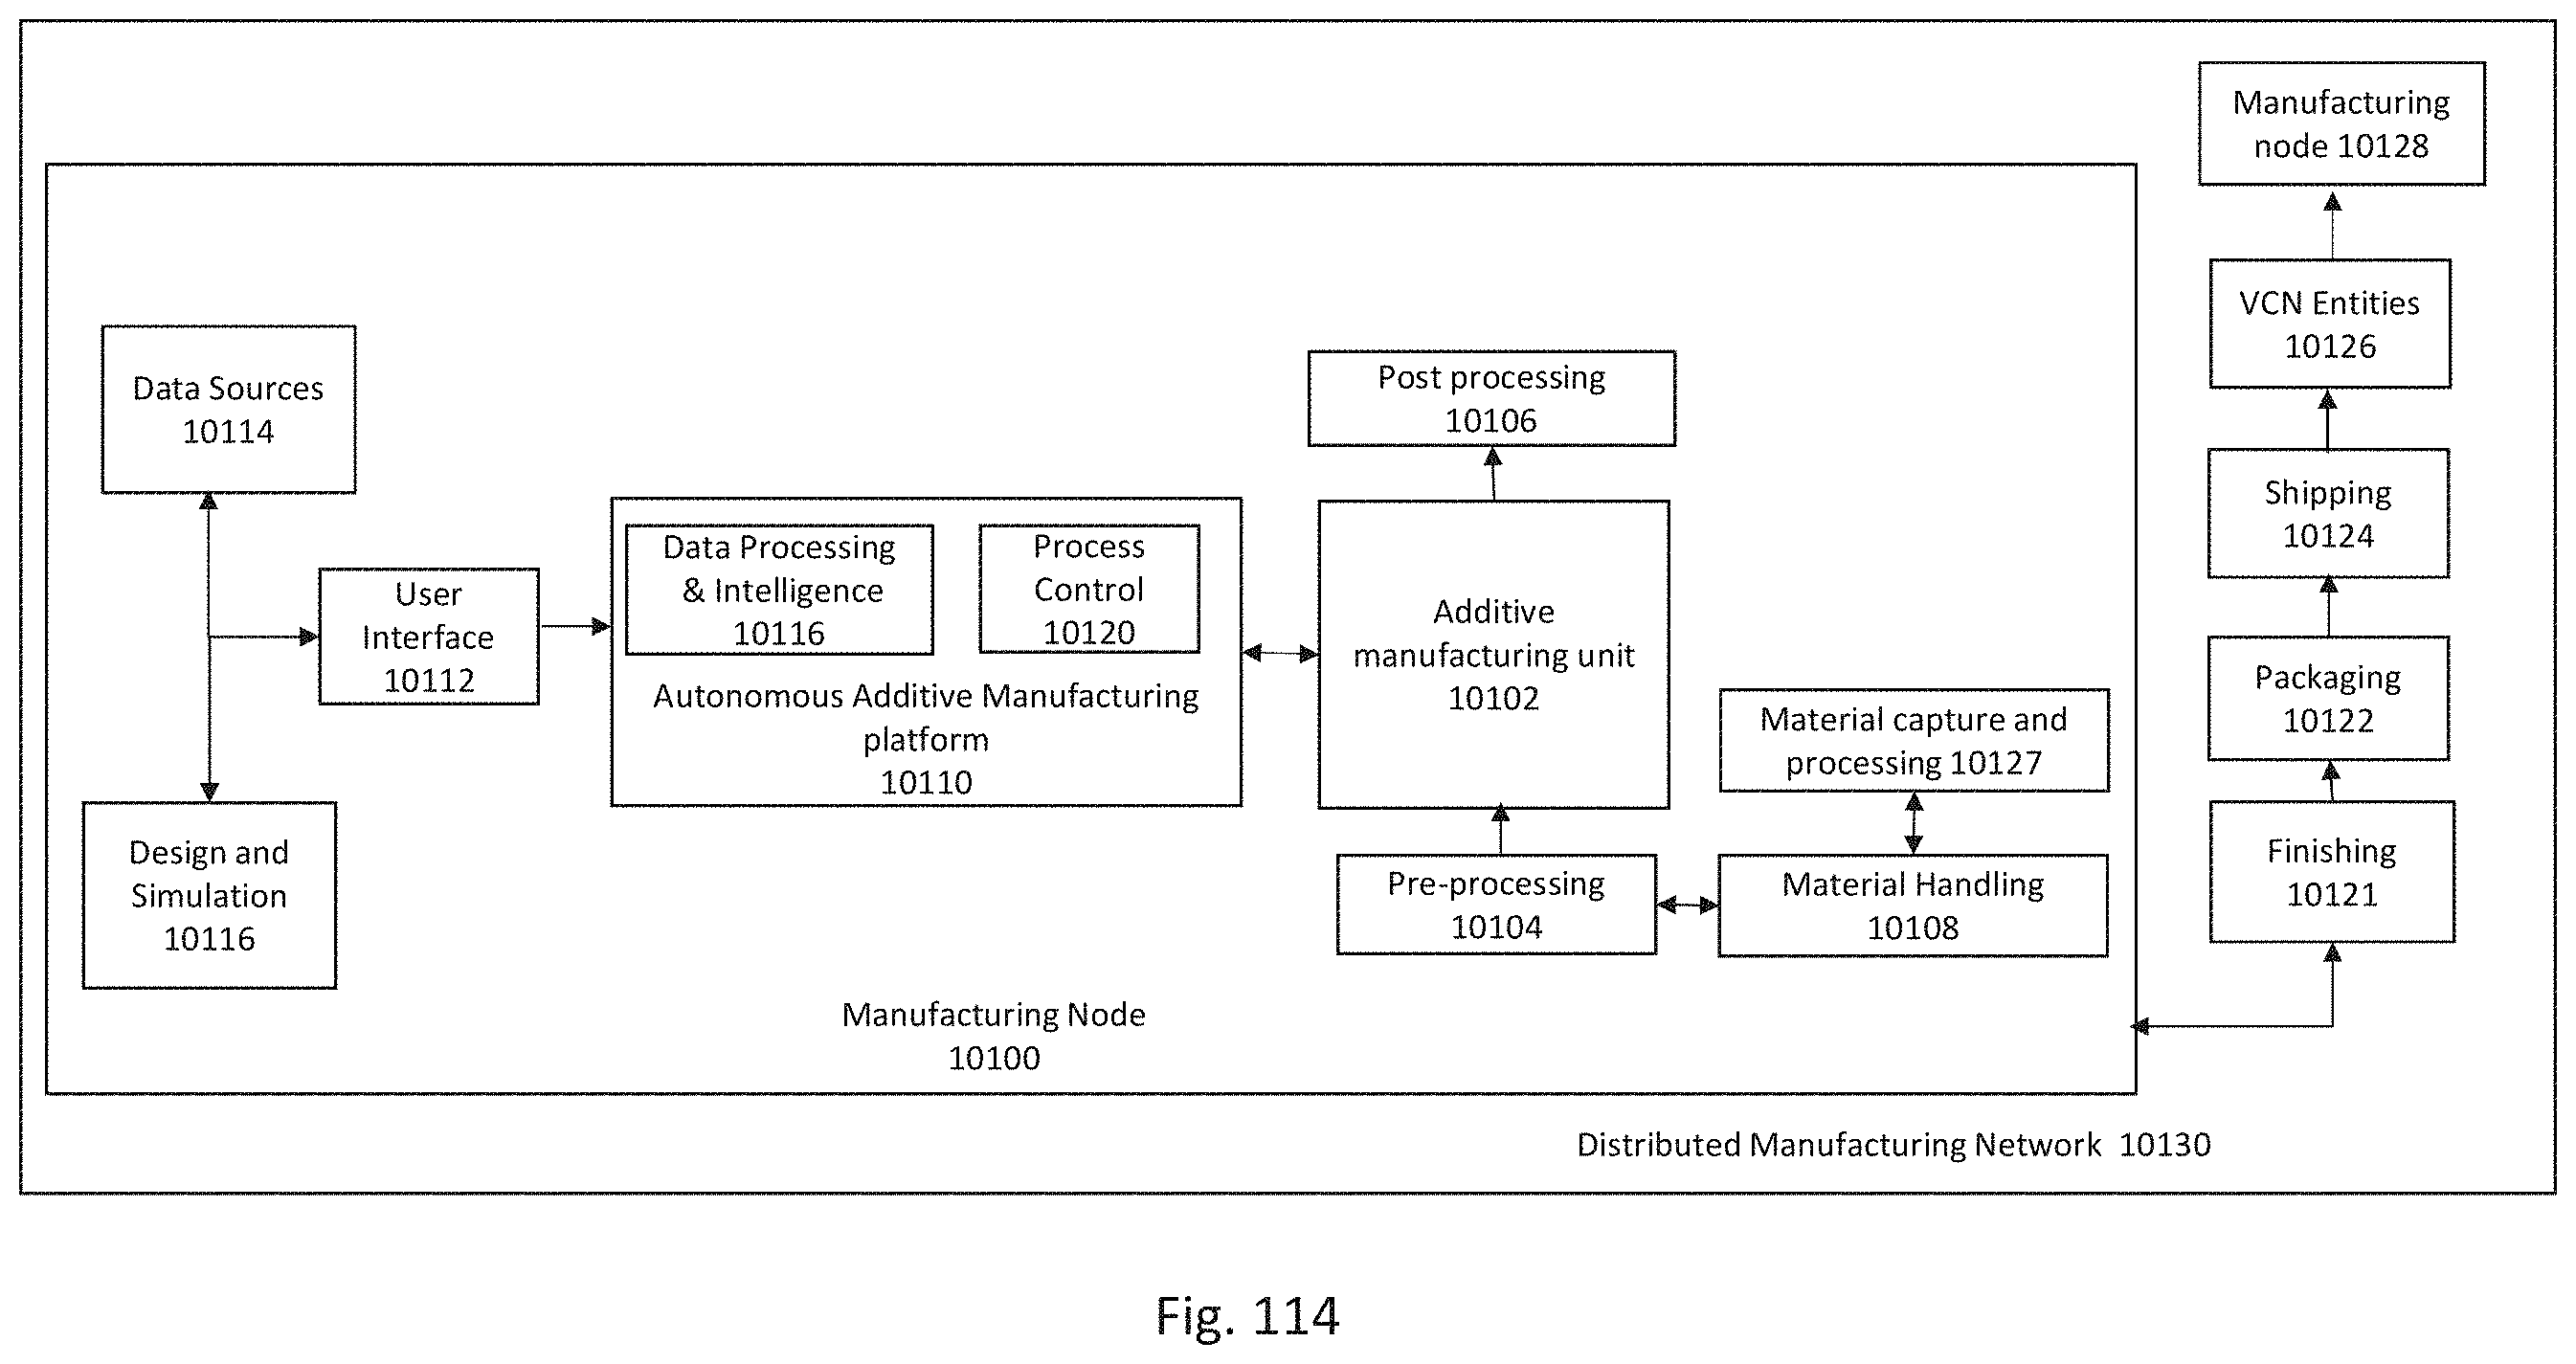 Manufacturing
node 10128
VCN Entities
10126
Shipping
10124
Packaging
10122
Finishing
10121
Data Sources
10114
User
Interface
10112
Design and
Simulation
10116
Data Processing
& Intelligence
10116
Process
Control
10120
Autonomous Additive Manufacturing
platform
10110
Post processing
10106
Additive
manufacturing unit
10102
Material capture and
processing 10127
Pre-processing
10104
Material Handling
10108
Manufacturing Node
10100
Distributed Manufacturing Network 10130
Fig. 114